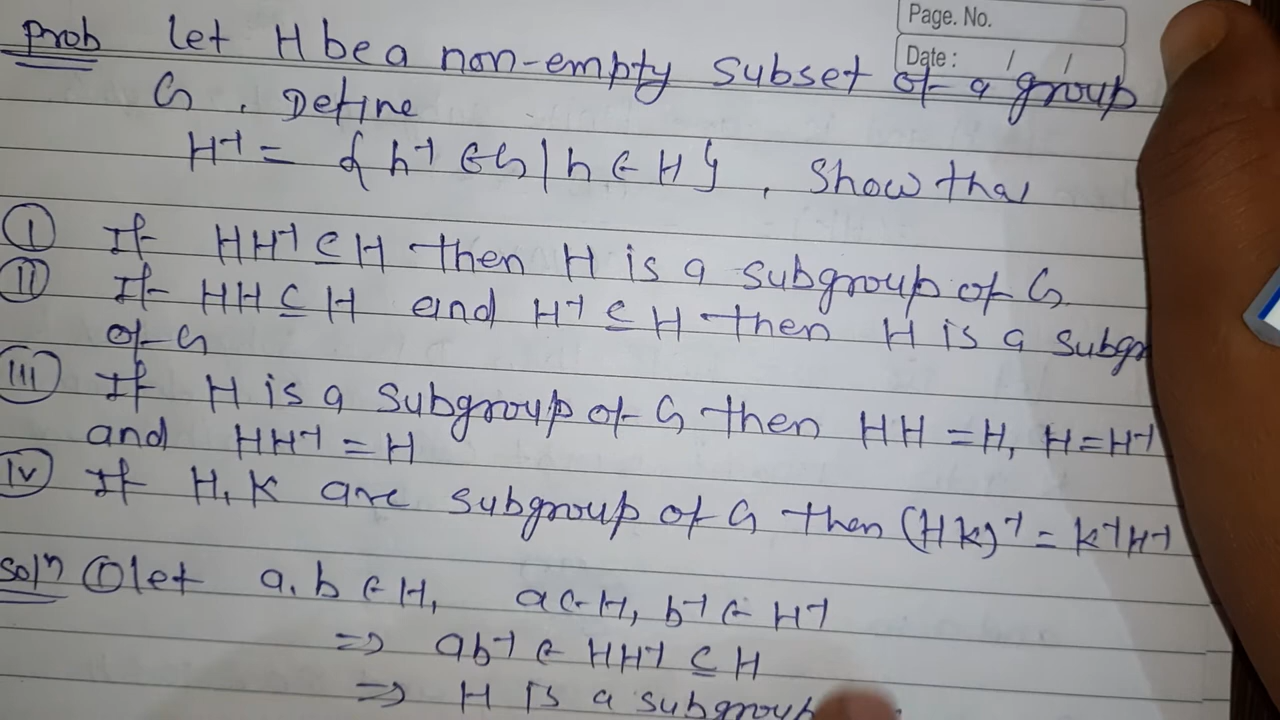 Page. No.
Date : / /
Prob Let H be a non-empty subset of a group
G, Define
H⁻¹ = { h⁻¹ ∈ G | h ∈ H }, Show tha
(I) If HH⁻¹ ⊆ H then H is a subgroup of G
(II) If HH ⊆ H and H⁻¹ ⊆ H then H is a subgr
of G
(III) If H is a subgroup of G then HH = H, H = H⁻¹
and HH⁻¹ = H
(IV) If H, K are subgroup of G then (HK)⁻¹ = K⁻¹H⁻¹
Solⁿ (I) let a, b ∈ H, a ∈ H, b⁻¹ ∈ H⁻¹
⇒ ab⁻¹ ∈ HH⁻¹ ⊆ H
⇒ H is a subgroup